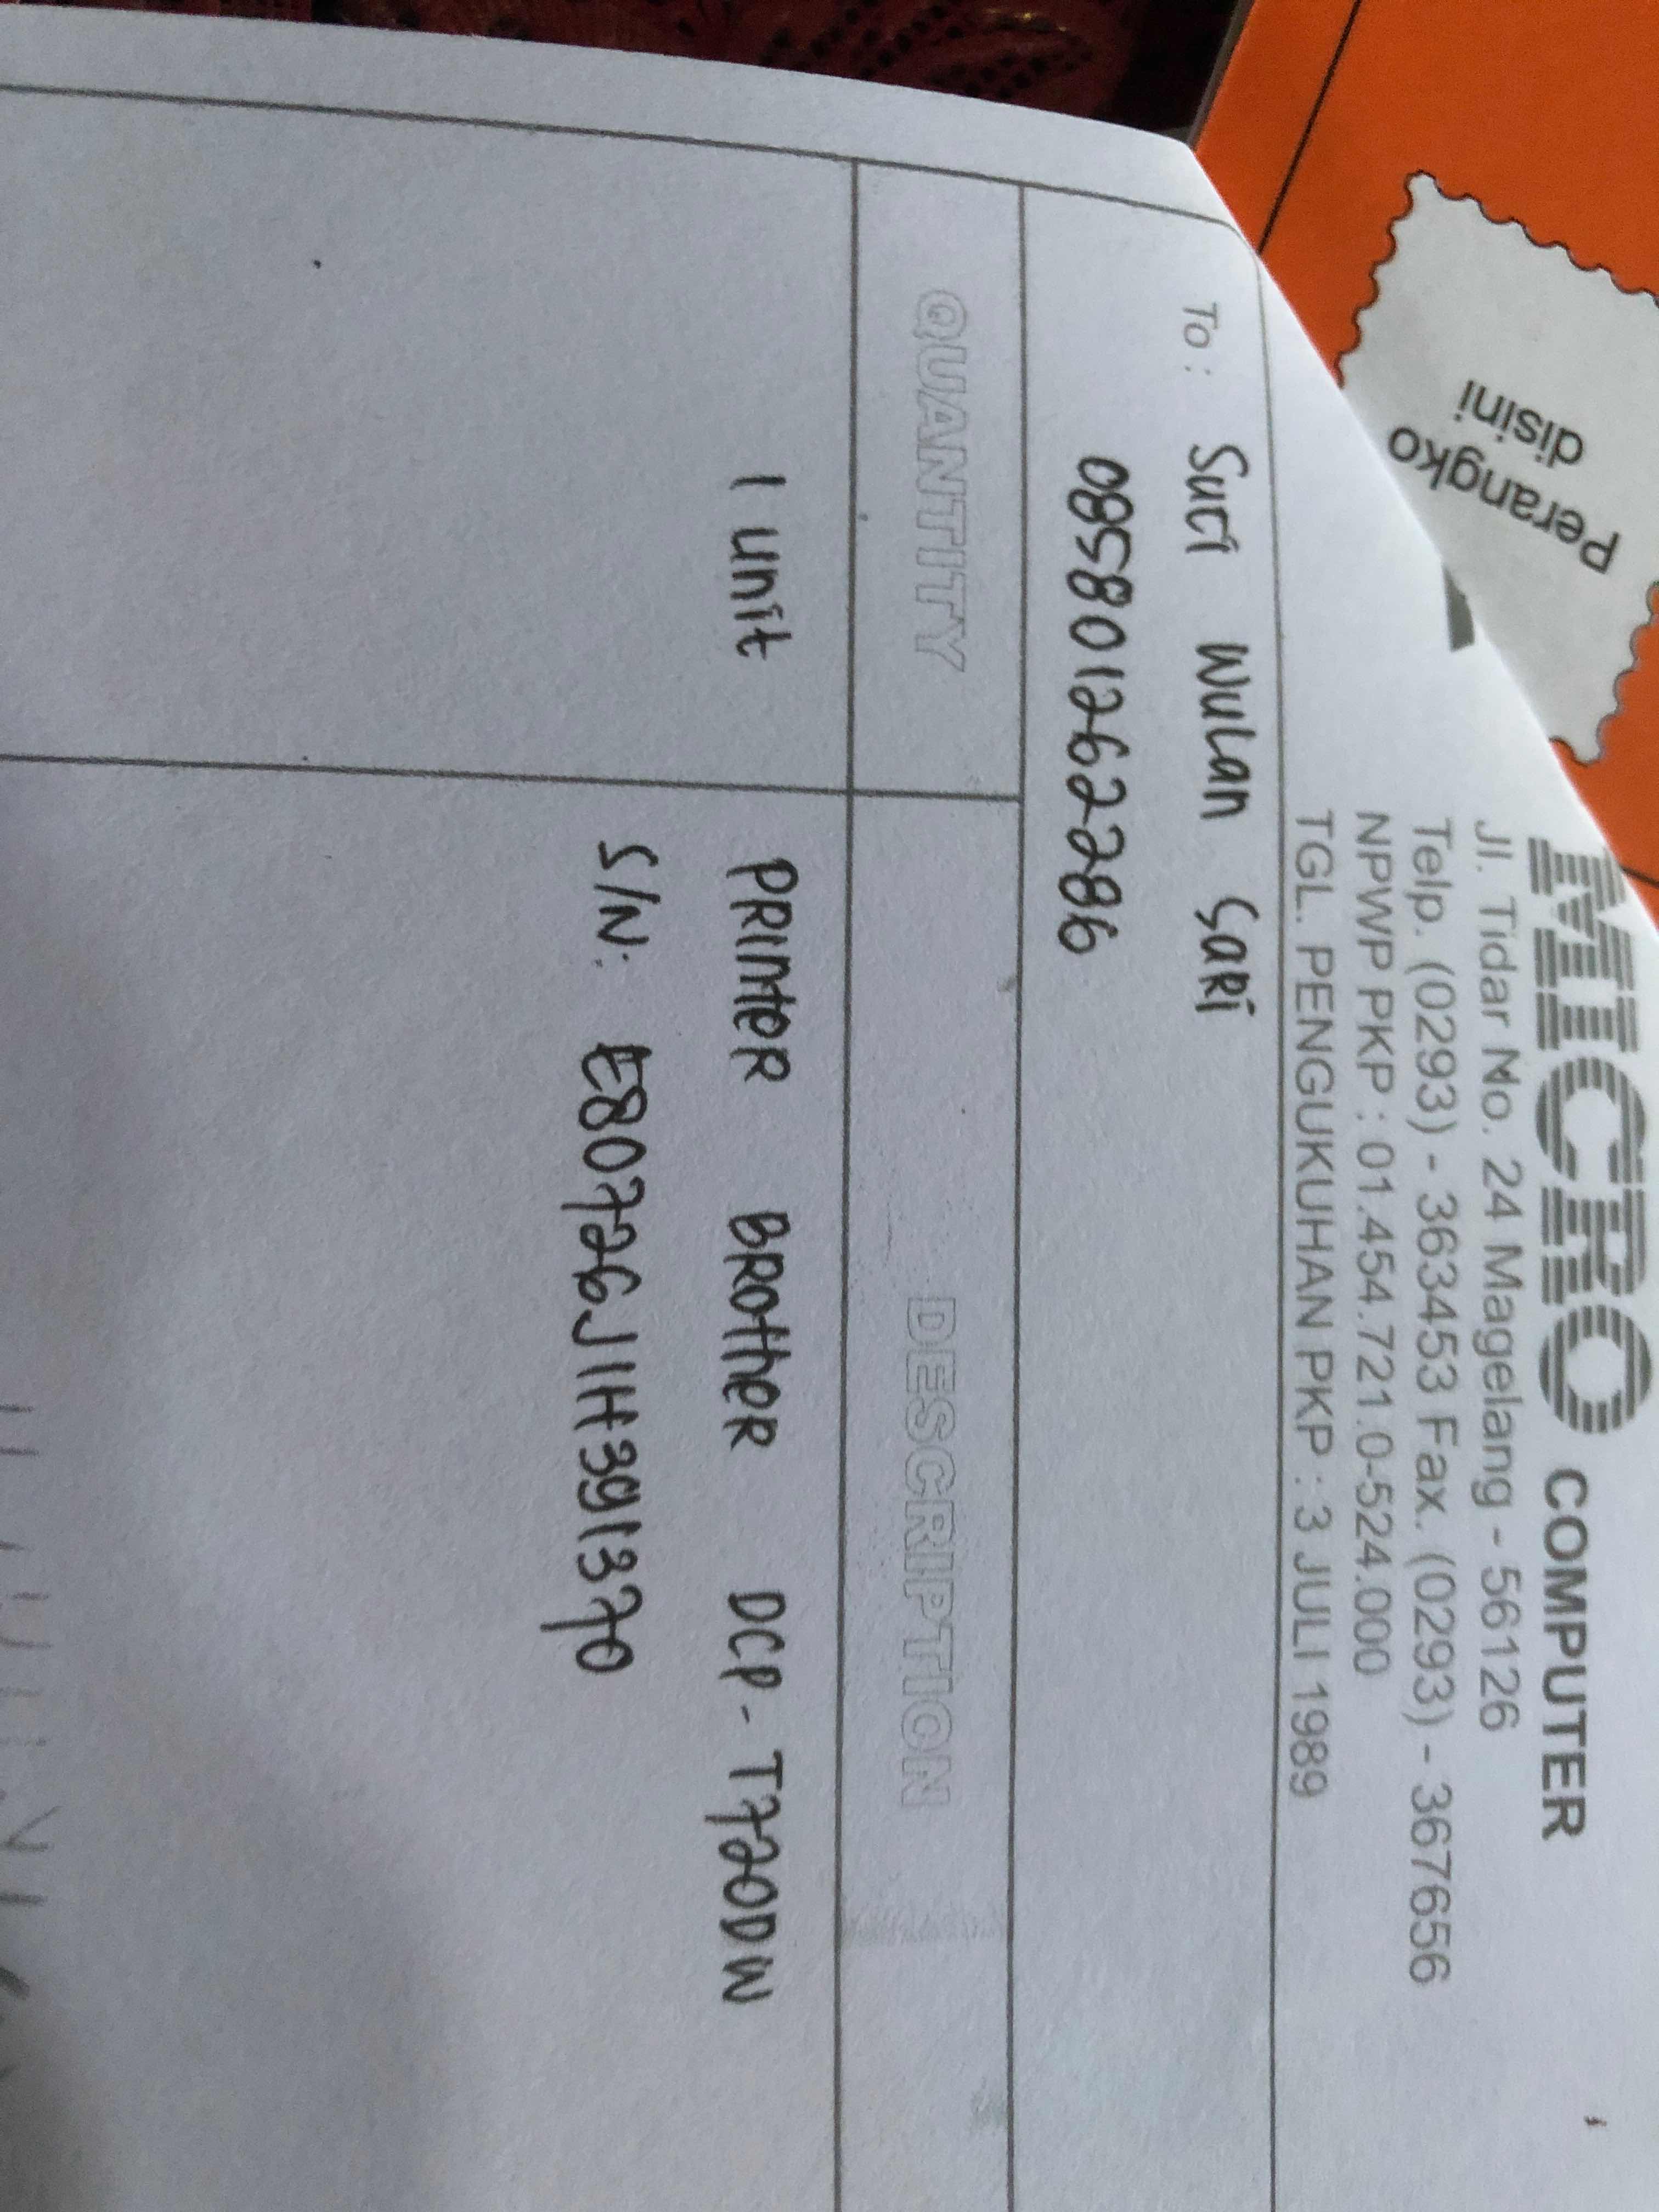 MICRO COMPUTER
Jl. Tidar No. 24 Magelang - 56126
Telp. (0293) - 363453 Fax. (0293) - 367656
NPWP PKP : 01.454.721.0-524.000
TGL. PENGUKUHAN PKP : 3 JULI 1989
To : Suci Wulan Sari
085801262286
QUANTITY DESCRIPTION
1 unit PRINTER BROTHER DCP - T720DW
S/N: E80726J1H391370
Perangko
disini